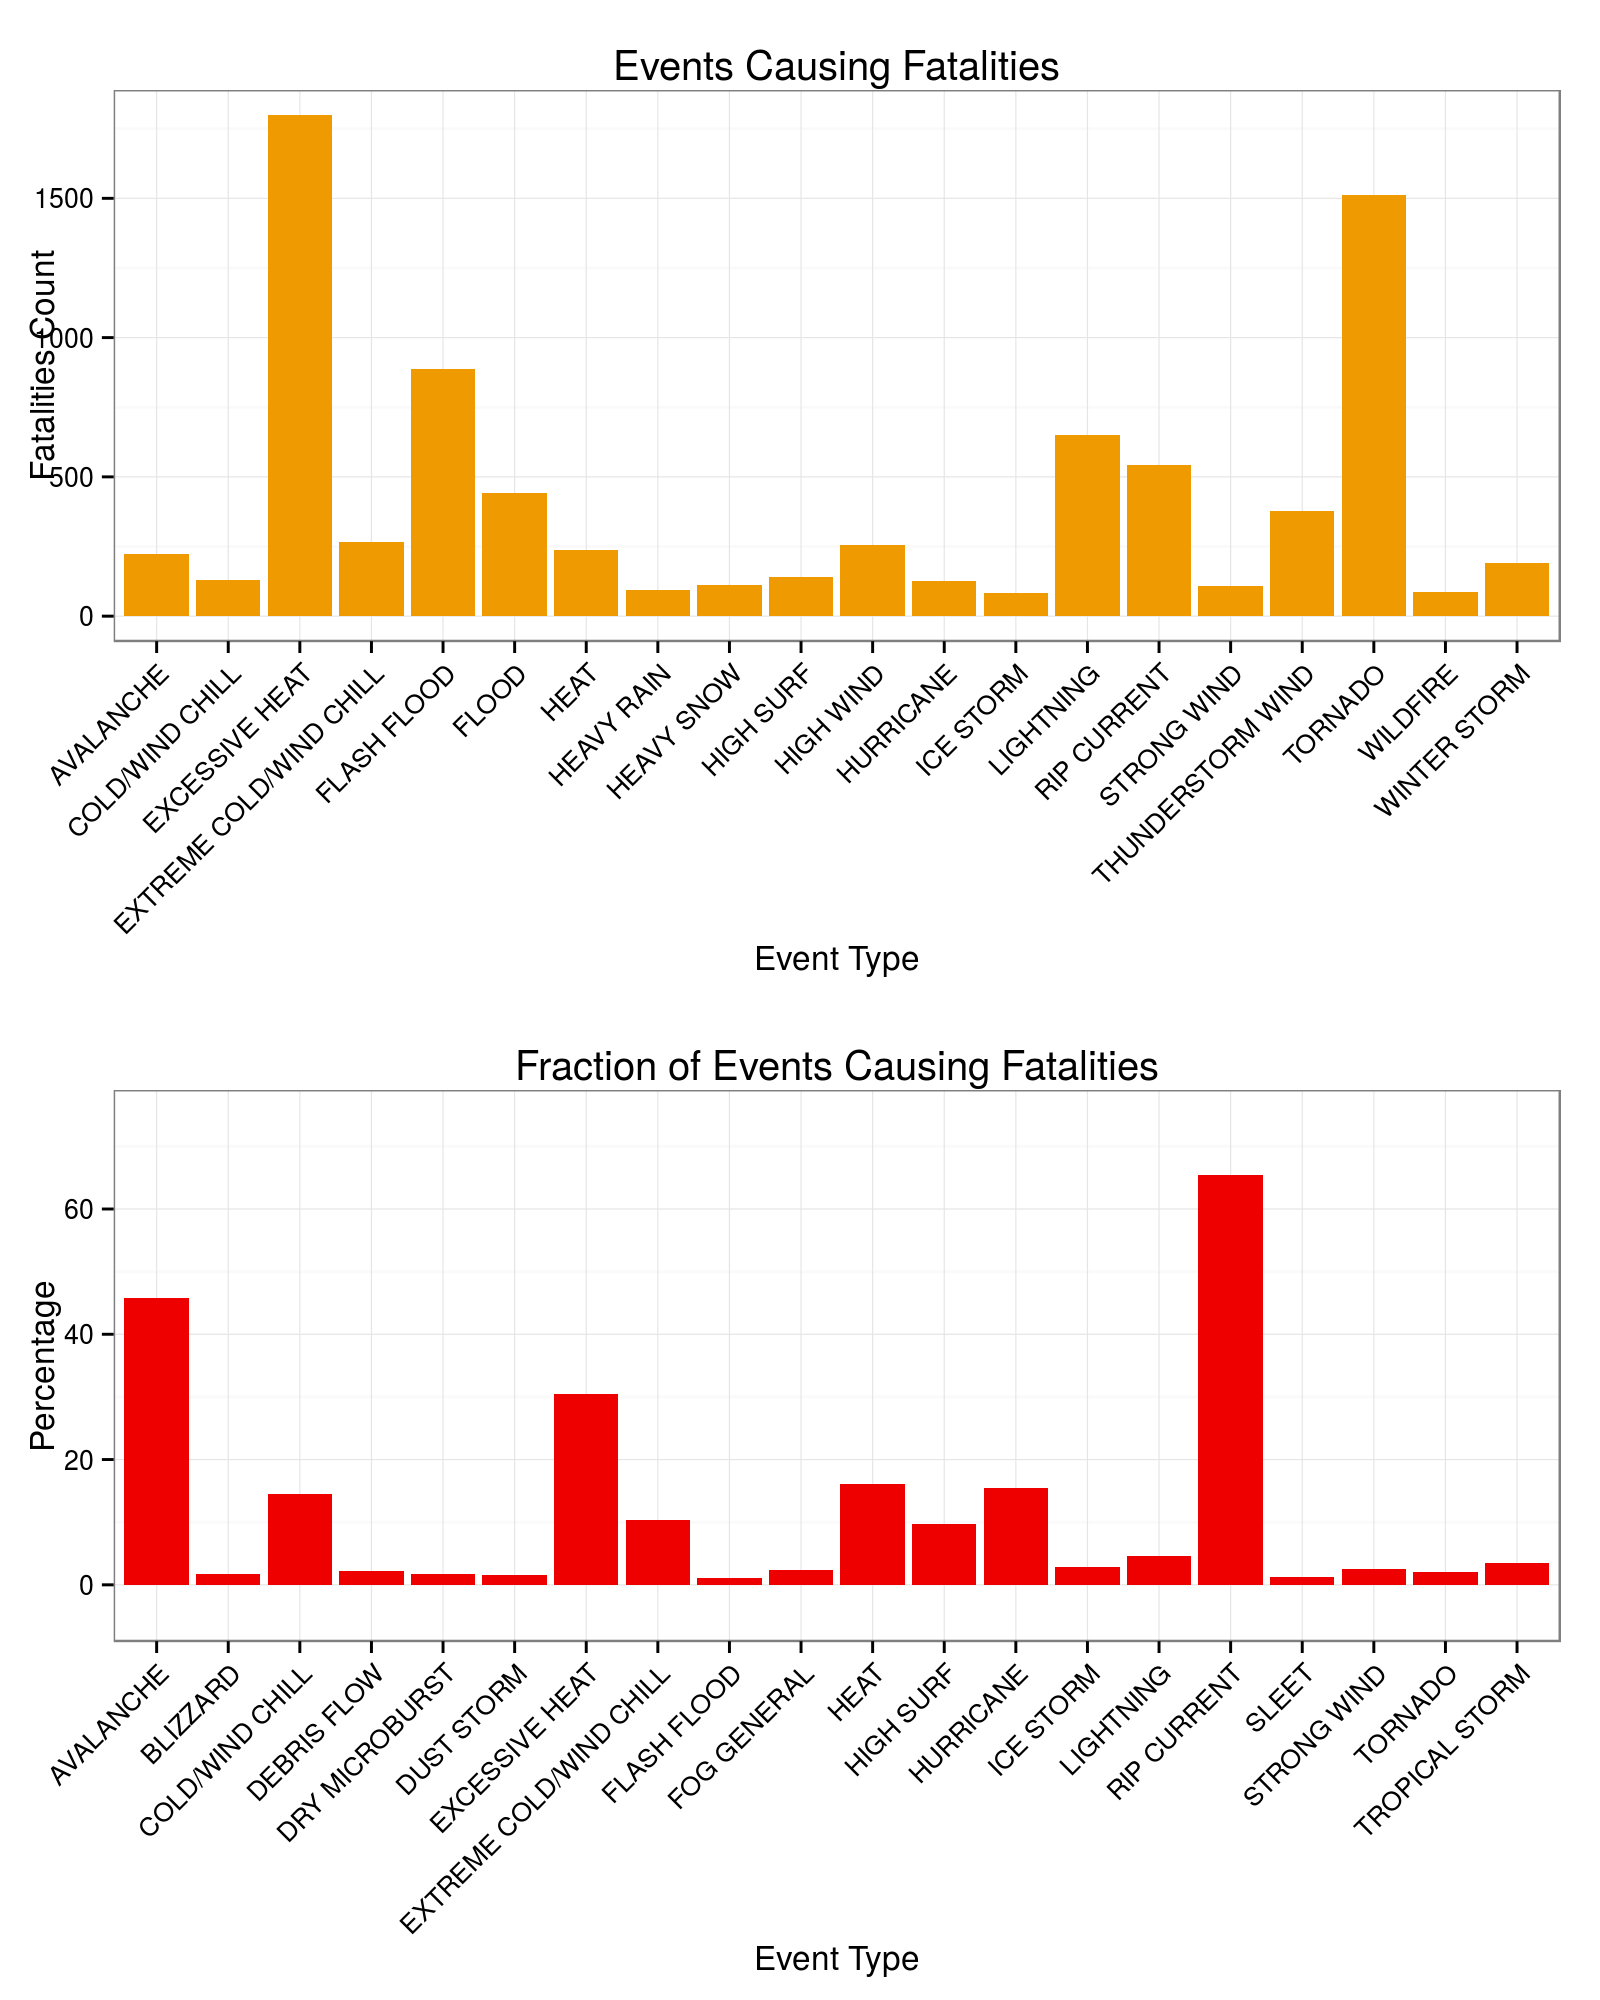 Events Causing Fatalities
Fatalities Count
1500
1000
500
0
AVALANCHE
COLD/WIND CHILL
EXCESSIVE HEAT
EXTREME COLD/WIND CHILL
FLASH FLOOD
FLOOD
HEAT
HEAVY RAIN
HEAVY SNOW
HIGH SURF
HIGH WIND
HURRICANE
ICE STORM
LIGHTNING
RIP CURRENT
STRONG WIND
THUNDERSTORM WIND
TORNADO
WILDFIRE
WINTER STORM
Event Type
Fraction of Events Causing Fatalities
Percentage
60
40
20
0
AVALANCHE
BLIZZARD
COLD/WIND CHILL
DEBRIS FLOW
DRY MICROBURST
DUST STORM
EXCESSIVE HEAT
EXTREME COLD/WIND CHILL
FLASH FLOOD
FOG GENERAL
HEAT
HIGH SURF
HURRICANE
ICE STORM
LIGHTNING
RIP CURRENT
SLEET
STRONG WIND
TORNADO
TROPICAL STORM
Event Type